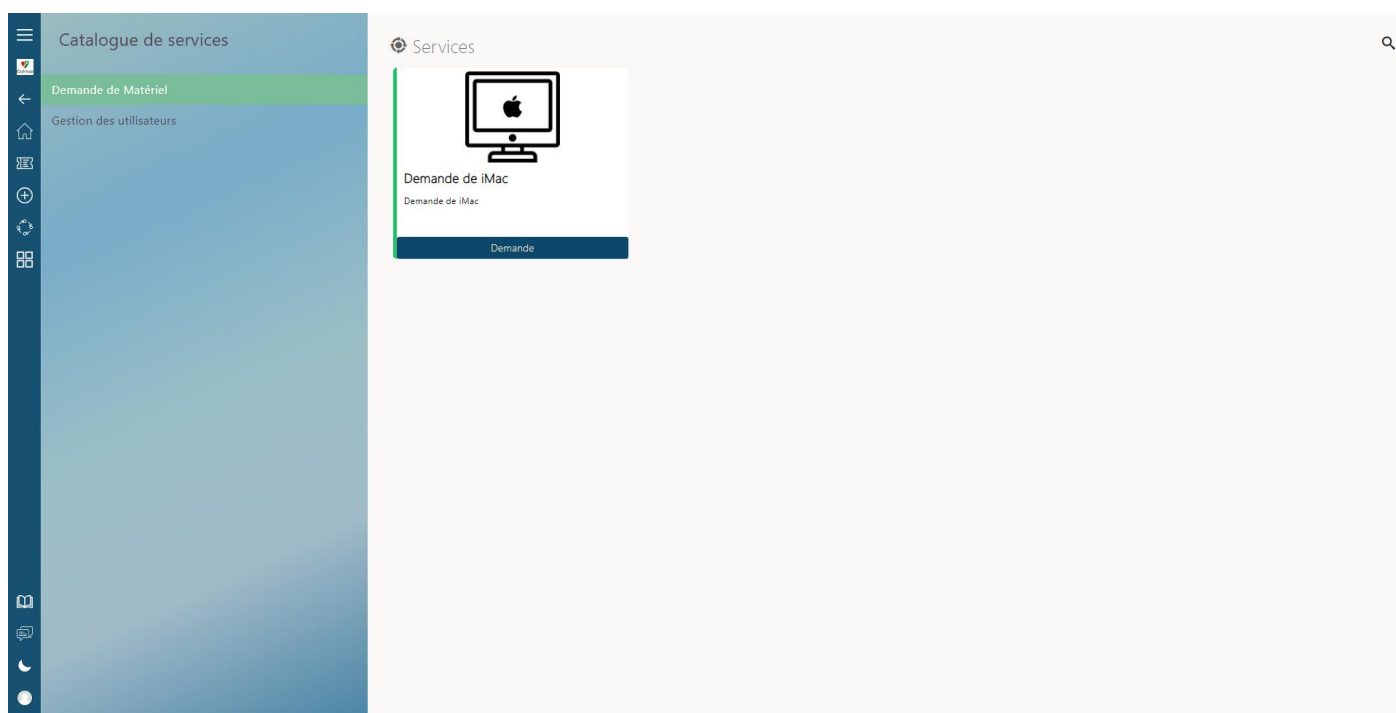 Catalogue de services
Demande de Matériel
Gestion des utilisateurs
Services
Demande de iMac
Demande de iMac
Demande